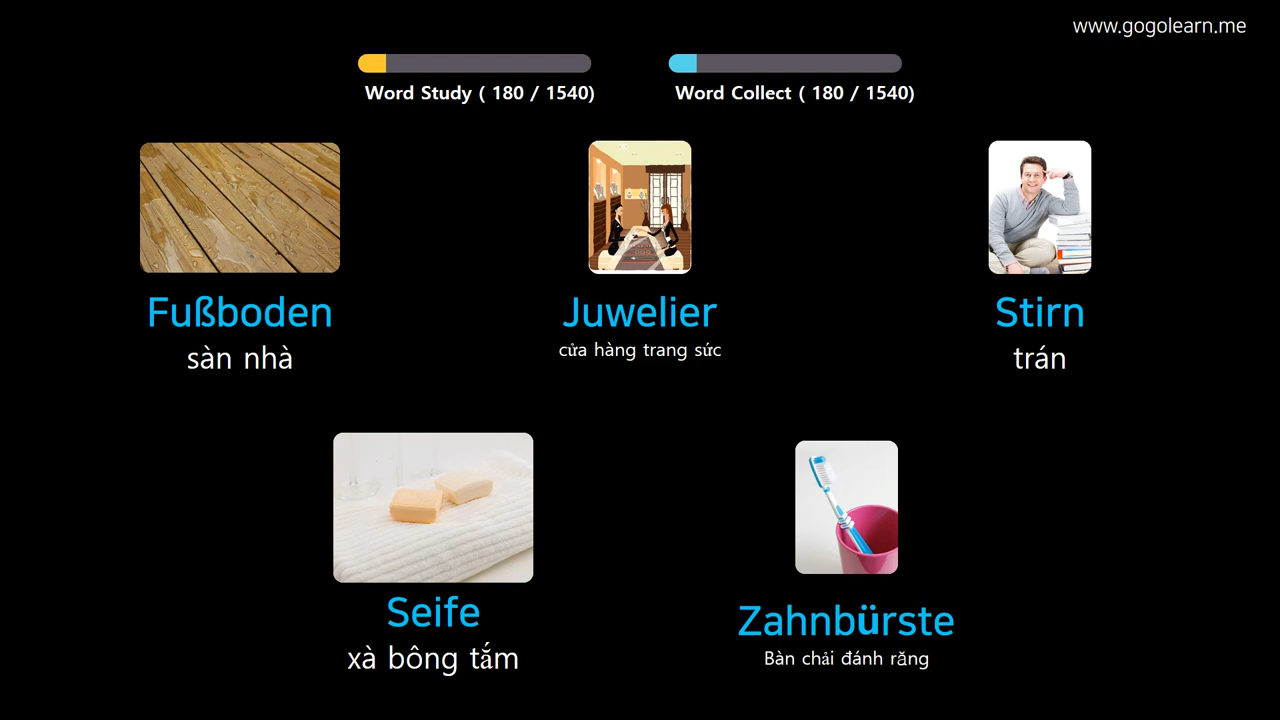 www.gogolearn.me
Word Study ( 180 / 1540)
Word Collect ( 180 / 1540)
Fußboden
sàn nhà
Juwelier
cửa hàng trang sức
Stirn
trán
Seife
xà bông tắm
Zahnbürste
Bàn chải đánh răng